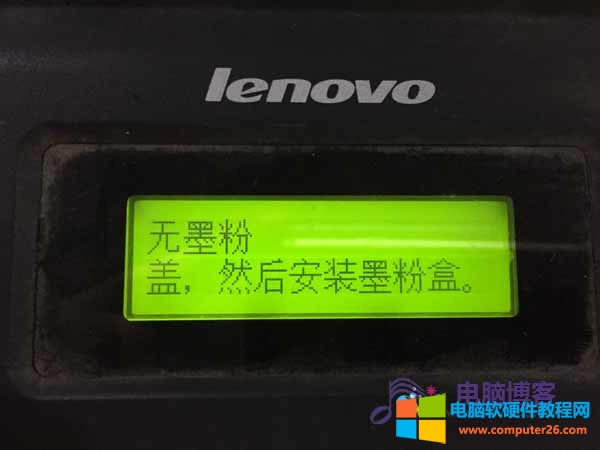 lenovo
无墨粉
盖，然后安装墨粉盒。
电脑博客
电脑软硬件教程网
www.computer26.com